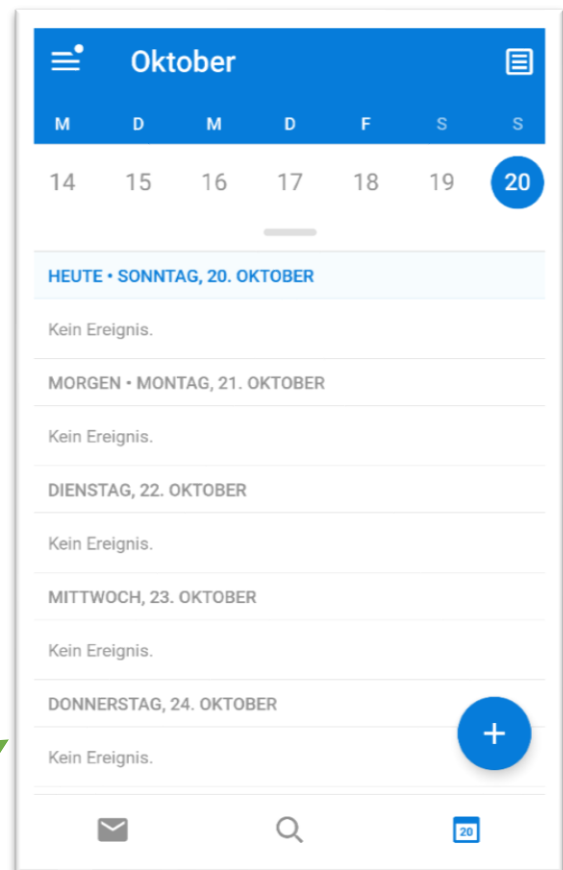 Oktober
M D M D F S S
14 15 16 17 18 19 20
HEUTE • SONNTAG, 20. OKTOBER
Kein Ereignis.
MORGEN • MONTAG, 21. OKTOBER
Kein Ereignis.
DIENSTAG, 22. OKTOBER
Kein Ereignis.
MITTWOCH, 23. OKTOBER
Kein Ereignis.
DONNERSTAG, 24. OKTOBER
Kein Ereignis.
20